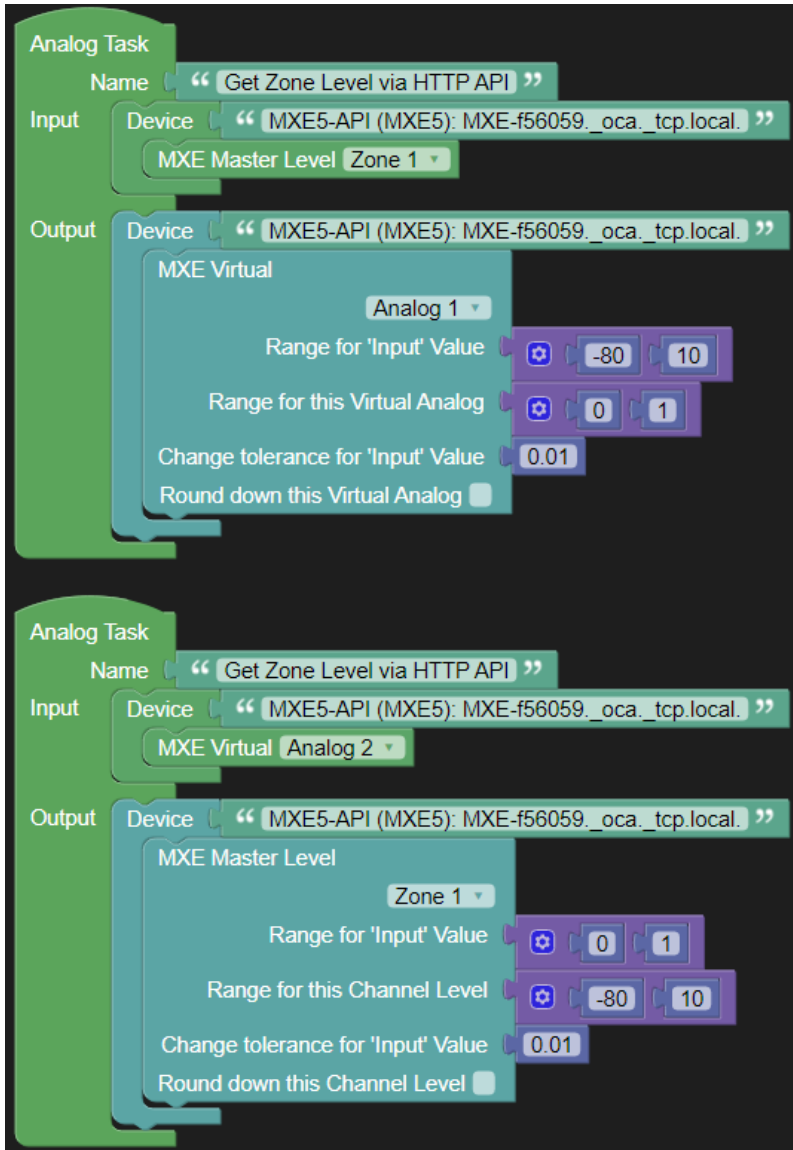 Analog Task
Name “ Get Zone Level via HTTP API ”
Input Device “ MXE5-API (MXE5): MXE-f56059._oca._tcp.local. ”
MXE Master Level Zone 1
Output Device “ MXE5-API (MXE5): MXE-f56059._oca._tcp.local. ”
MXE Virtual
Analog 1
Range for 'Input' Value -80 10
Range for this Virtual Analog 0 1
Change tolerance for 'Input' Value 0.01
Round down this Virtual Analog
Analog Task
Name “ Get Zone Level via HTTP API ”
Input Device “ MXE5-API (MXE5): MXE-f56059._oca._tcp.local. ”
MXE Virtual Analog 2
Output Device “ MXE5-API (MXE5): MXE-f56059._oca._tcp.local. ”
MXE Master Level
Zone 1
Range for 'Input' Value 0 1
Range for this Channel Level -80 10
Change tolerance for 'Input' Value 0.01
Round down this Channel Level